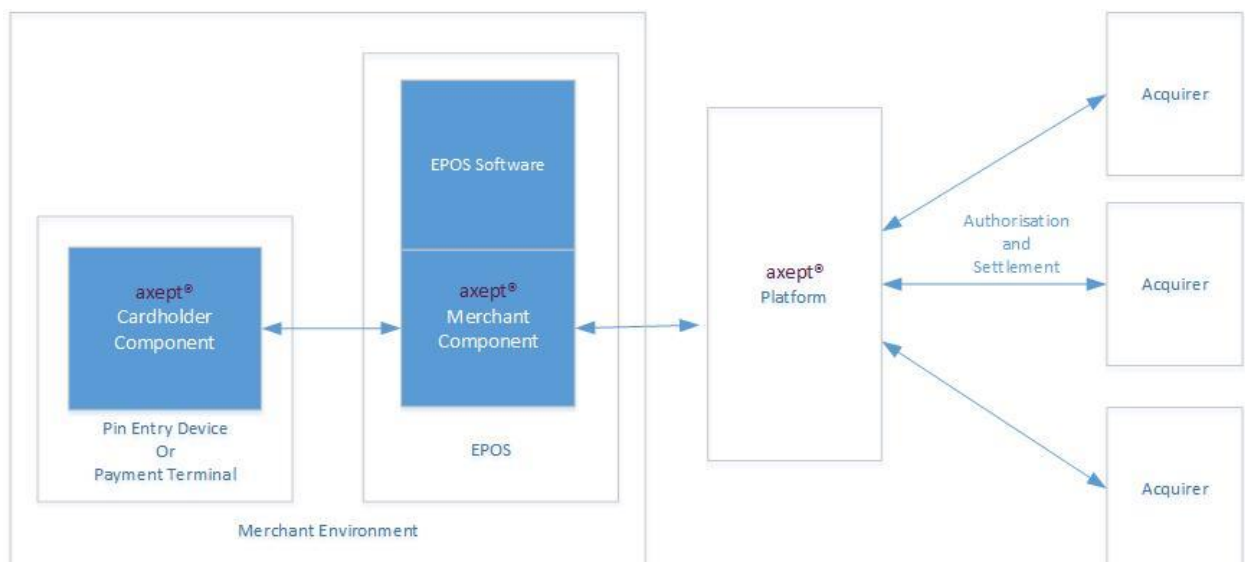 EPOS Software
axept®
Cardholder
Component
Pin Entry Device
Or
Payment Terminal
axept®
Merchant
Component
EPOS
Merchant Environment
axept®
Platform
Authorisation
and
Settlement
Acquirer
Acquirer
Acquirer